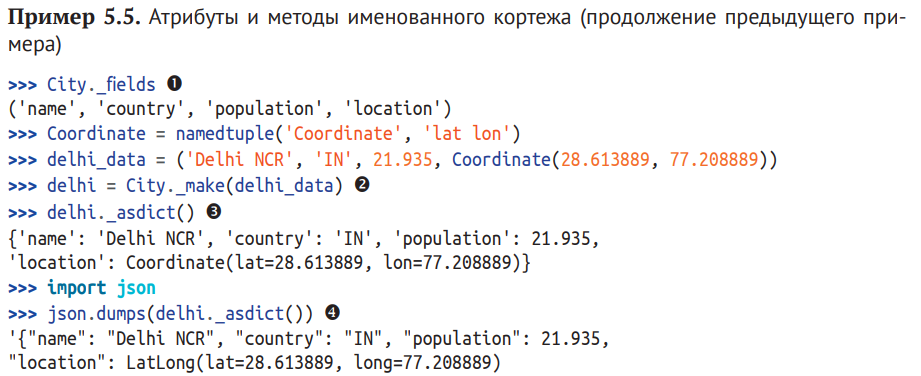 Пример 5.5. Атрибуты и методы именованного кортежа (продолжение предыдущего при-
мера)
>>> City._fields ❶
('name', 'country', 'population', 'location')
>>> Coordinate = namedtuple('Coordinate', 'lat lon')
>>> delhi_data = ('Delhi NCR', 'IN', 21.935, Coordinate(28.613889, 77.208889))
>>> delhi = City._make(delhi_data) ❷
>>> delhi._asdict() ❸
{'name': 'Delhi NCR', 'country': 'IN', 'population': 21.935,
'location': Coordinate(lat=28.613889, lon=77.208889)}
>>> import json
>>> json.dumps(delhi._asdict()) ❹
'{"name": "Delhi NCR", "country": "IN", "population": 21.935,
"location": LatLong(lat=28.613889, long=77.208889)